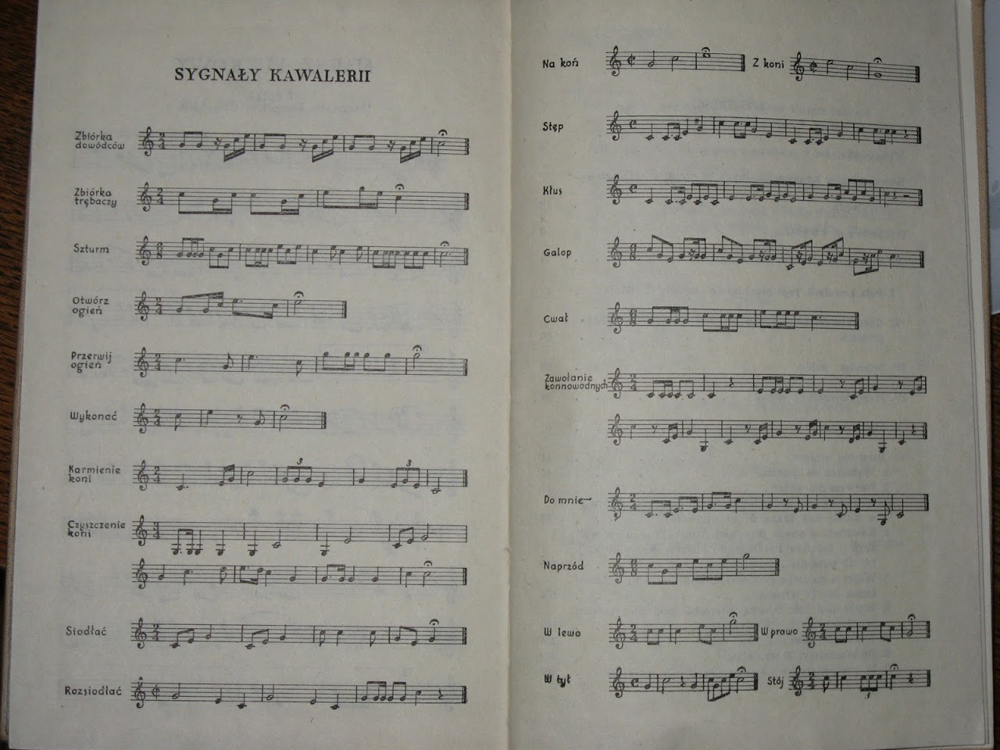 SYGNAŁY KAWALERII
Zbiórka
dowódców
Zbiórka
trębaczy
Szturm
Otwórz
ogień
Przerwij
ogień
Wykonać
Karmienie
koni
Czyszczenie
koni
Siodłać
Rozsiodłać
Na koń
Z koni
Stęp
Kłus
Galop
Cwał
Zawołanie
konnowodnych
Do mnie
Naprzód
W lewo
W prawo
W tył
Stój